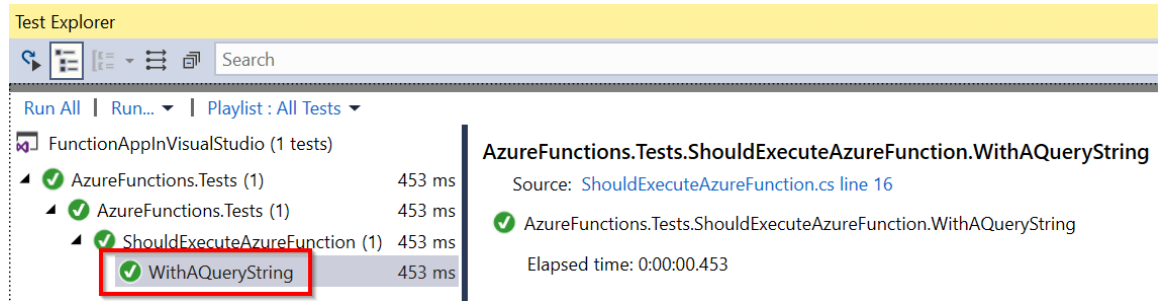 Test Explorer
Search
Run All | Run... | Playlist : All Tests
FunctionAppInVisualStudio (1 tests)
AzureFunctions.Tests (1) 453 ms
AzureFunctions.Tests (1) 453 ms
ShouldExecuteAzureFunction (1) 453 ms
WithAQueryString 453 ms
AzureFunctions.Tests.ShouldExecuteAzureFunction.WithAQueryString
Source: ShouldExecuteAzureFunction.cs line 16
AzureFunctions.Tests.ShouldExecuteAzureFunction.WithAQueryString
Elapsed time: 0:00:00.453